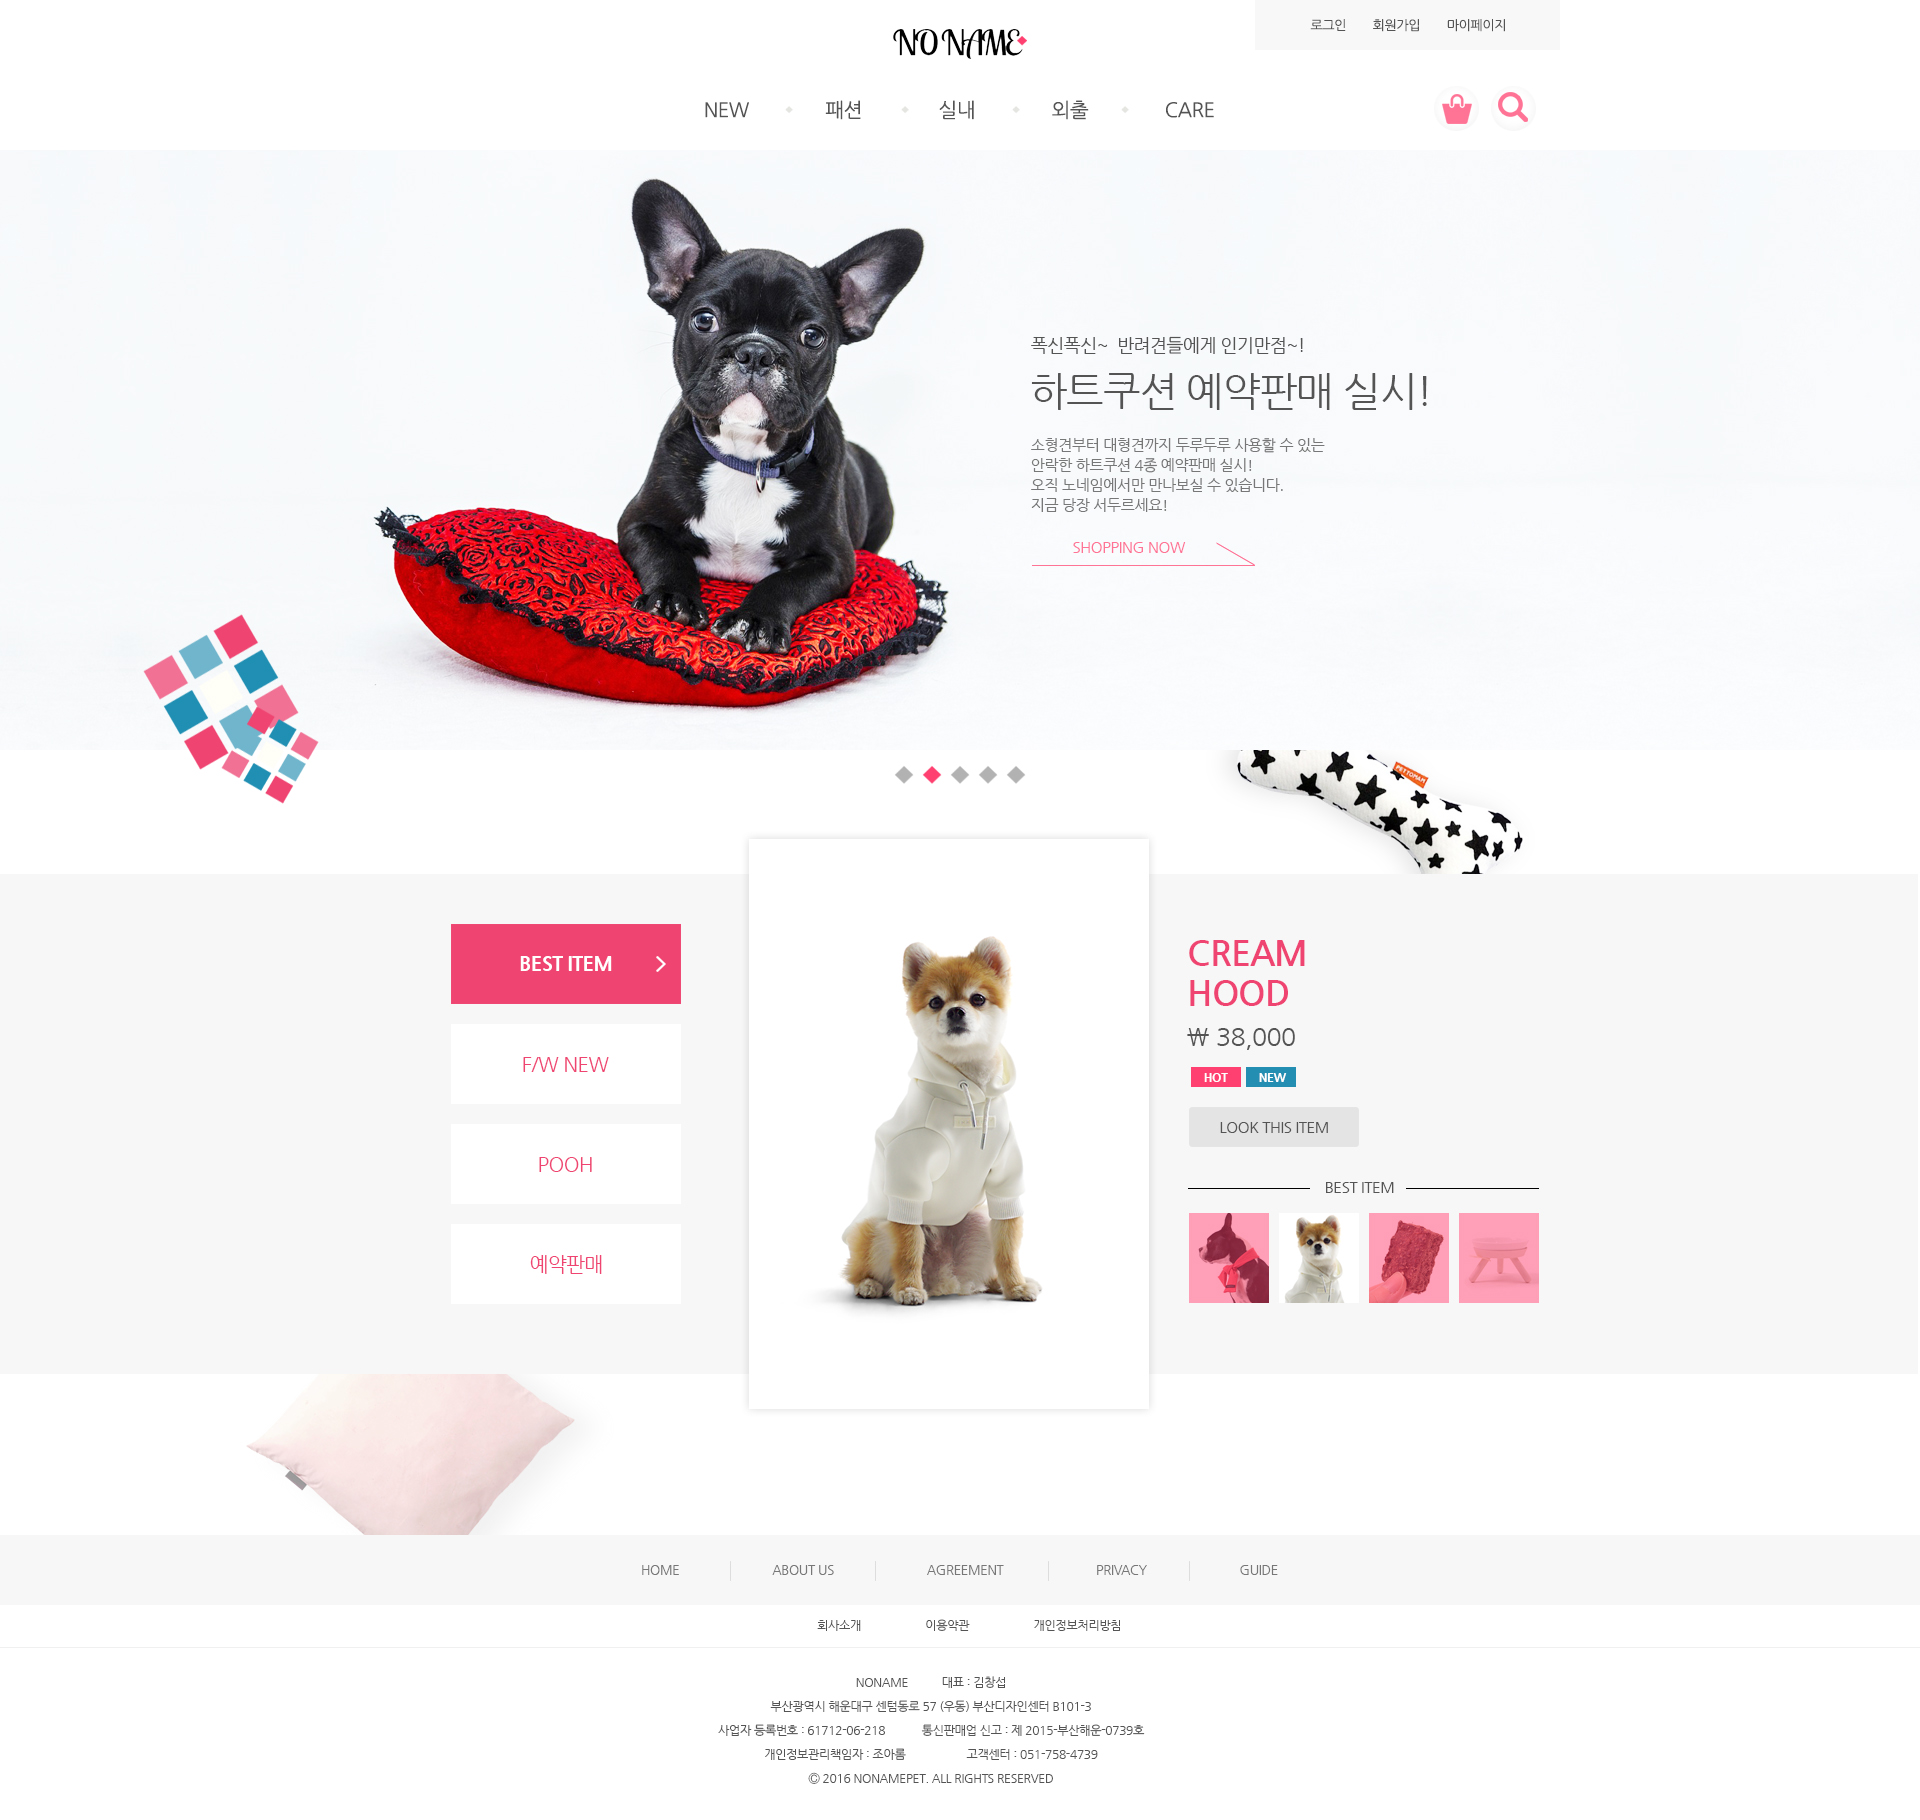 로그인 회원가입 마이페이지
NO NAME
NEW 패션 실내 외출 CARE
폭신폭신~ 반려견들에게 인기만점~!
하트쿠션 예약판매 실시!
소형견부터 대형견까지 두루두루 사용할 수 있는
안락한 하트쿠션 4종 예약판매 실시!
오직 노네임에서만 만나보실 수 있습니다.
지금 당장 서두르세요!
SHOPPING NOW
PETTOMAM
BEST ITEM
F/W NEW
POOH
예약판매
CREAM
HOOD
₩ 38,000
HOT NEW
LOOK THIS ITEM
BEST ITEM
HOME ABOUT US AGREEMENT PRIVACY GUIDE
회사소개 이용약관 개인정보처리방침
NONAME 대표 : 김창섭
부산광역시 해운대구 센텀동로 57 (우동) 부산디자인센터 B101-3
사업자 등록번호 : 61712-06-218 통신판매업 신고 : 제 2015-부산해운-0739호
개인정보관리책임자 : 조아롬 고객센터 : 051-758-4739
© 2016 NONAMEPET. ALL RIGHTS RESERVED